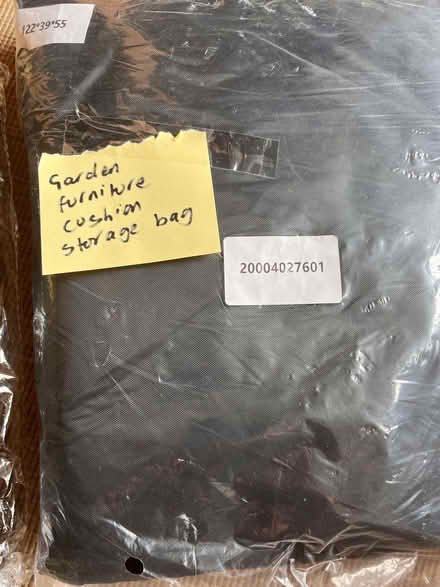 122*39*55
Garden
furniture
cushion
storage bag
20004027601